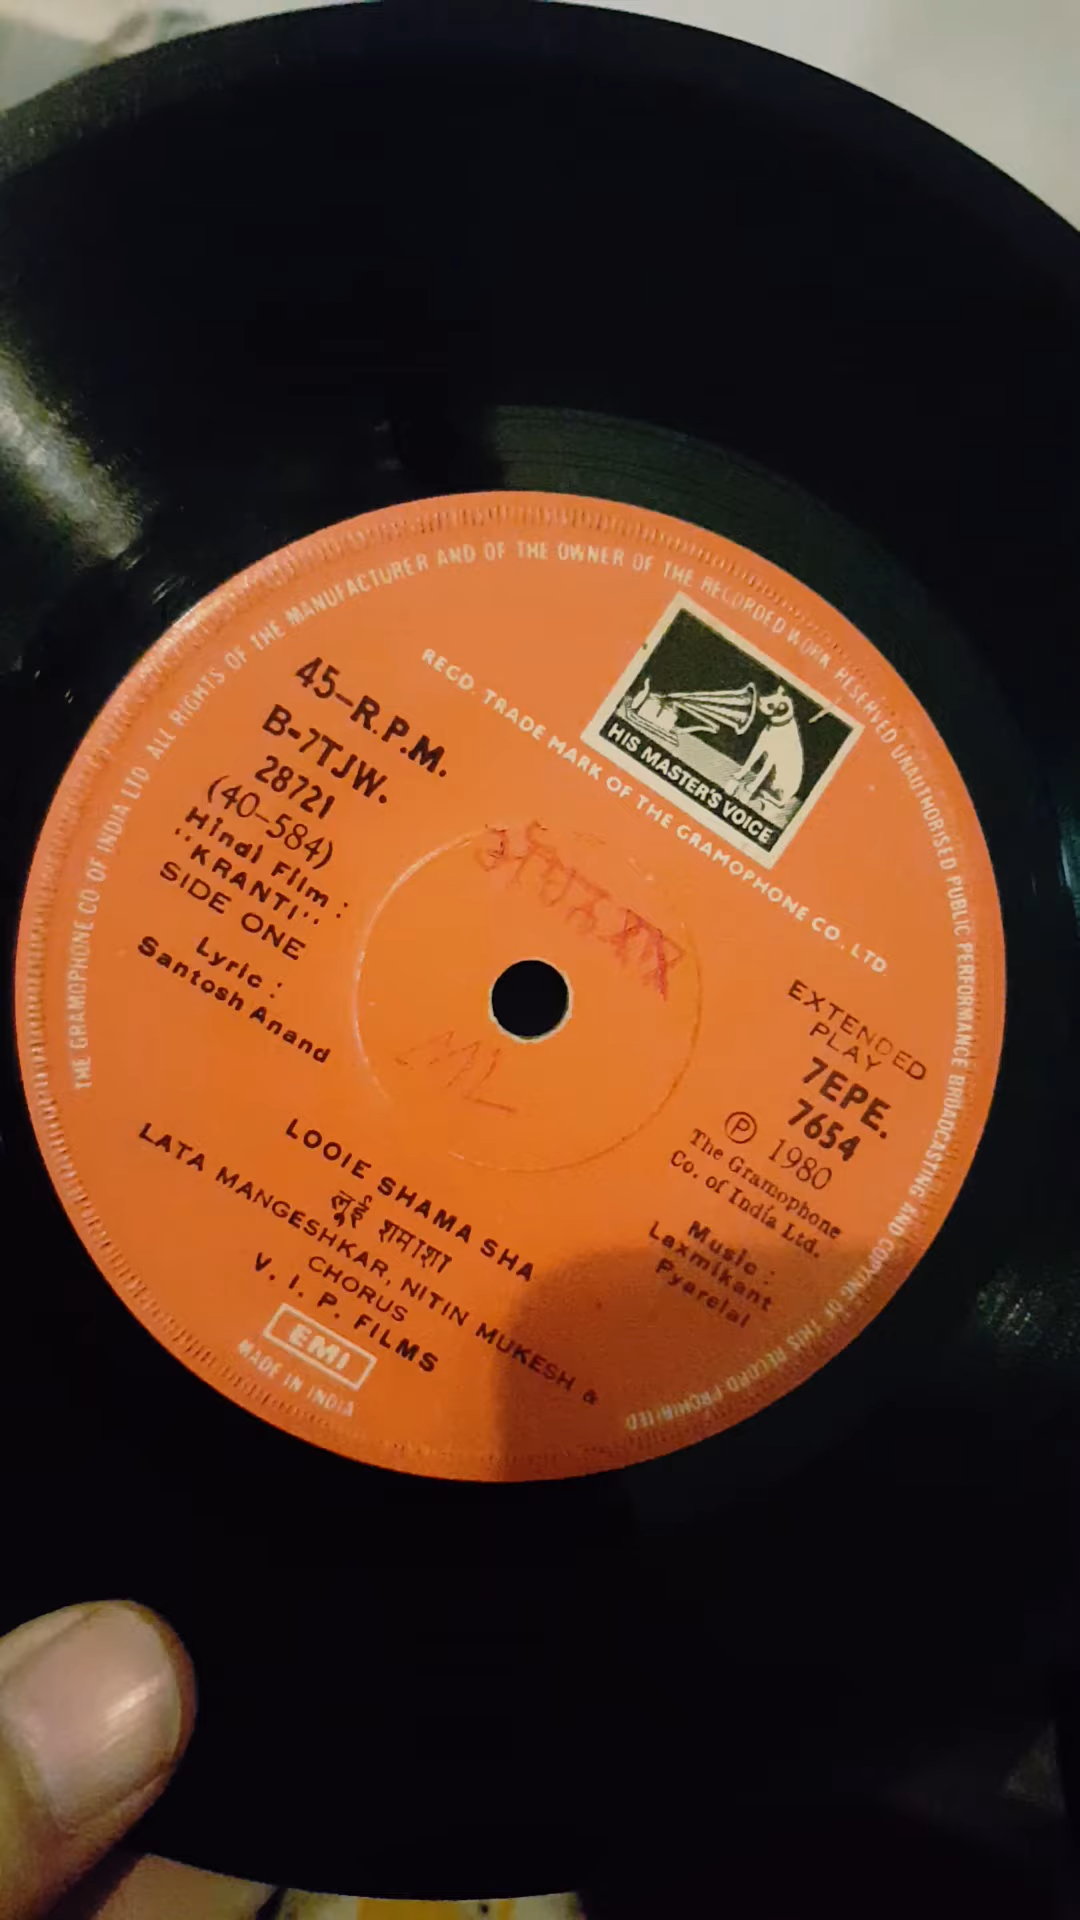 THE GRAMOPHONE CO OF INDIA LTD ALL RIGHTS OF THE MANUFACTURER AND OF THE OWNER OF THE RECORDED WORK RESERVED UNAUTHORISED PUBLIC PERFORMANCE BROADCASTING AND COPYING OF THIS RECORD PROHIBITED
HIS MASTER'S VOICE
REGD. TRADE MARK OF THE GRAMOPHONE CO., LTD.
45-R.P.M.
B-7TJW.
28721
(40-584)
Hindi Film :
"KRANTI"
SIDE ONE
Lyric :
Santosh Anand
EXTENDED
PLAY
7EPE.
7654
Ⓟ 1980
The Gramophone
Co. of India Ltd.
Music :
Laxmikant
Pyarelal
LOOIE SHAMA SHA
लूई शमाशा
LATA MANGESHKAR, NITIN MUKESH &
CHORUS
V. I. P. FILMS
EMI
MADE IN INDIA